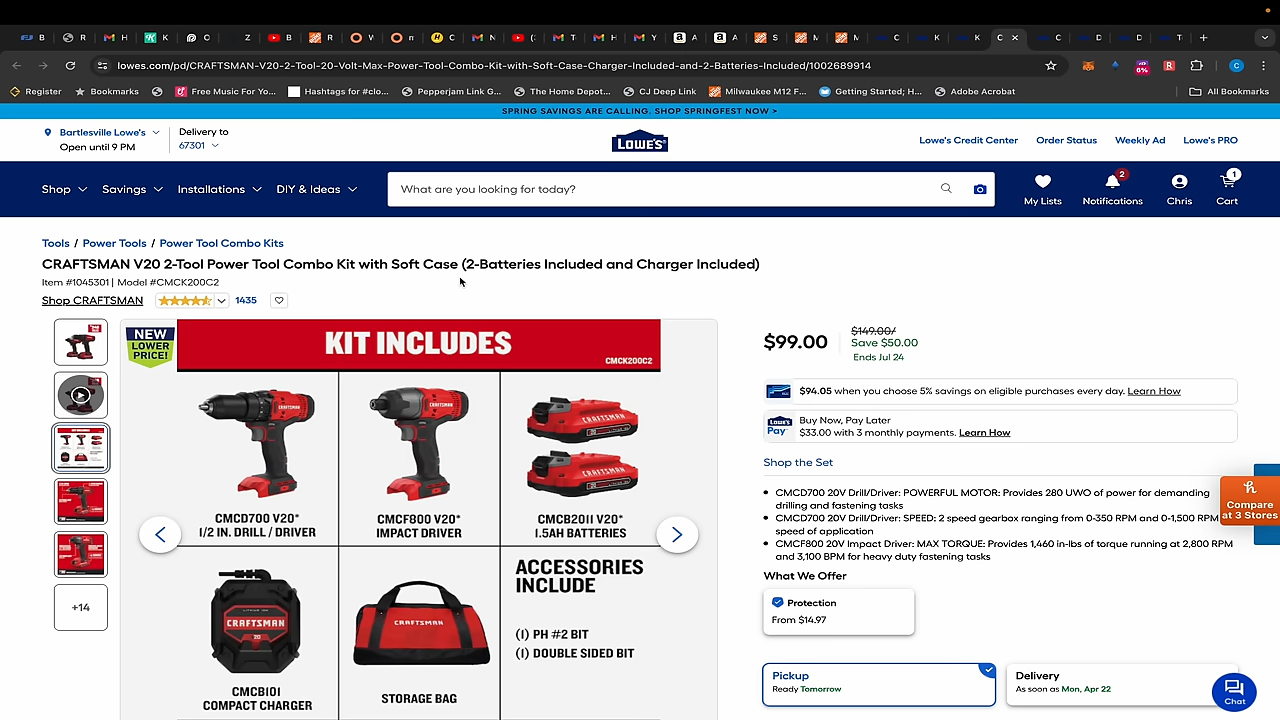 B R H K O Z B R V n C N ( T H Y A A S M M C K K C C D D T
lowes.com/pd/CRAFTSMAN-V20-2-Tool-20-Volt-Max-Power-Tool-Combo-Kit-with-Soft-Case-Charger-Included-and-2-Batteries-Included/1002689914
0% R C
Register Bookmarks Free Music For Yo... Hashtags for #clo... Pepperjam Link G... The Home Depot... CJ Deep Link Milwaukee M12 F... Getting Started; H... Adobe Acrobat All Bookmarks
SPRING SAVINGS ARE CALLING. SHOP SPRINGFEST NOW >
Bartlesville Lowe's
Open until 9 PM
Delivery to
67301
LOWE'S
Lowe's Credit Center Order Status Weekly Ad Lowe's PRO
Shop Savings Installations DIY & Ideas
What are you looking for today?
My Lists
2
Notifications
Chris
1
Cart
Tools / Power Tools / Power Tool Combo Kits
CRAFTSMAN V20 2-Tool Power Tool Combo Kit with Soft Case (2-Batteries Included and Charger Included)
Item #1045301 | Model #CMCK200C2
Shop CRAFTSMAN 1435
NEW
LOWER
PRICE!
KIT INCLUDES
CMCK200C2
CRAFTSMAN
CRAFTSMAN
CRAFTSMAN
CRAFTSMAN
CMCD700 V20*
1/2 IN. DRILL / DRIVER
CMCF800 V20*
IMPACT DRIVER
CMCB2011 V20*
1.5AH BATTERIES
CRAFTSMAN
20
CMCB101
COMPACT CHARGER
CRAFTSMAN
STORAGE BAG
ACCESSORIES
INCLUDE
(1) PH #2 BIT
(1) DOUBLE SIDED BIT
+14
$99.00
$149.00/
Save $50.00
Ends Jul 24
$94.05 when you choose 5% savings on eligible purchases every day. Learn How
LOWE'S
Pay
Buy Now, Pay Later
$33.00 with 3 monthly payments. Learn How
Shop the Set
CMCD700 20V Drill/Driver: POWERFUL MOTOR: Provides 280 UWO of power for demanding
drilling and fastening tasks
CMCD700 20V Drill/Driver: SPEED: 2 speed gearbox ranging from 0-350 RPM and 0-1,500 RPM
speed of application
CMCF800 20V Impact Driver: MAX TORQUE: Provides 1,460 in-lbs of torque running at 2,800 RPM
and 3,100 BPM for heavy duty fastening tasks
h
Compare
at 3 Stores
What We Offer
Protection
From $14.97
Pickup
Ready Tomorrow
Delivery
As soon as Mon, Apr 22
Chat